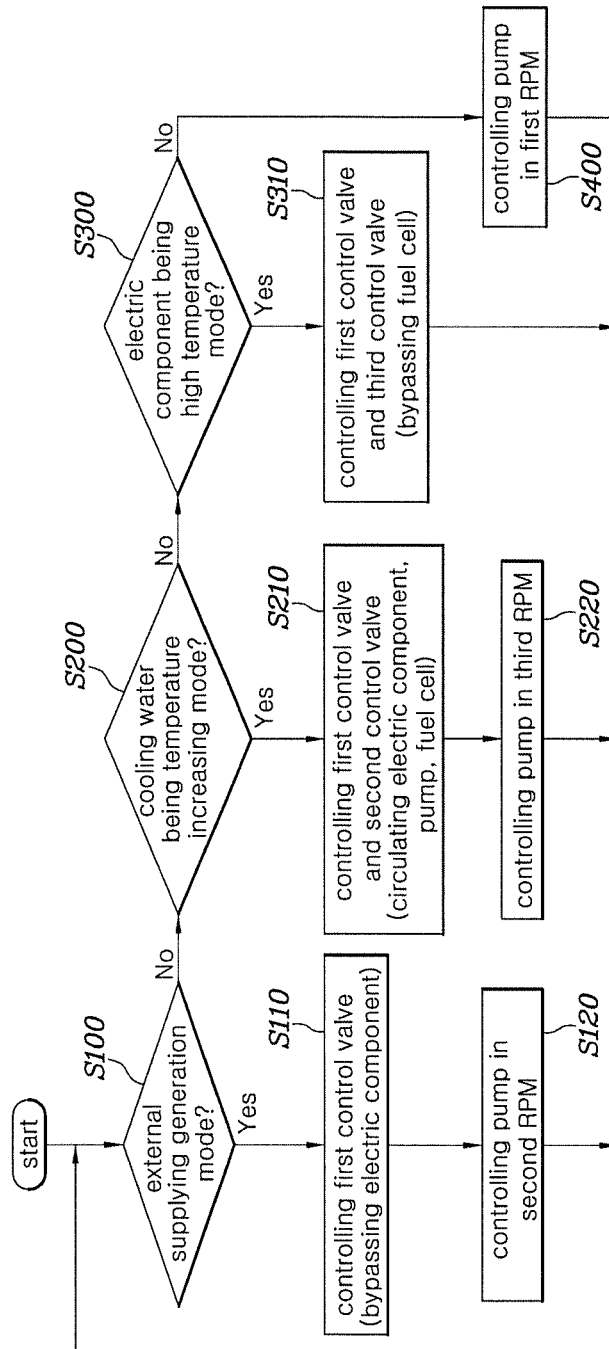 start
S100
external
supplying generation
mode?
No
Yes
S110
controlling first control valve
(bypassing electric component)
S120
controlling pump in
second RPM
S200
cooling water
being temperature
increasing mode?
No
Yes
S210
controlling first control valve
and second control valve
(circulating electric component,
pump, fuel cell)
S220
controlling pump in third RPM
S300
electric
component being
high temperature
mode?
No
Yes
S310
controlling first control valve
and third control valve
(bypassing fuel cell)
controlling pump
in first RPM
S400